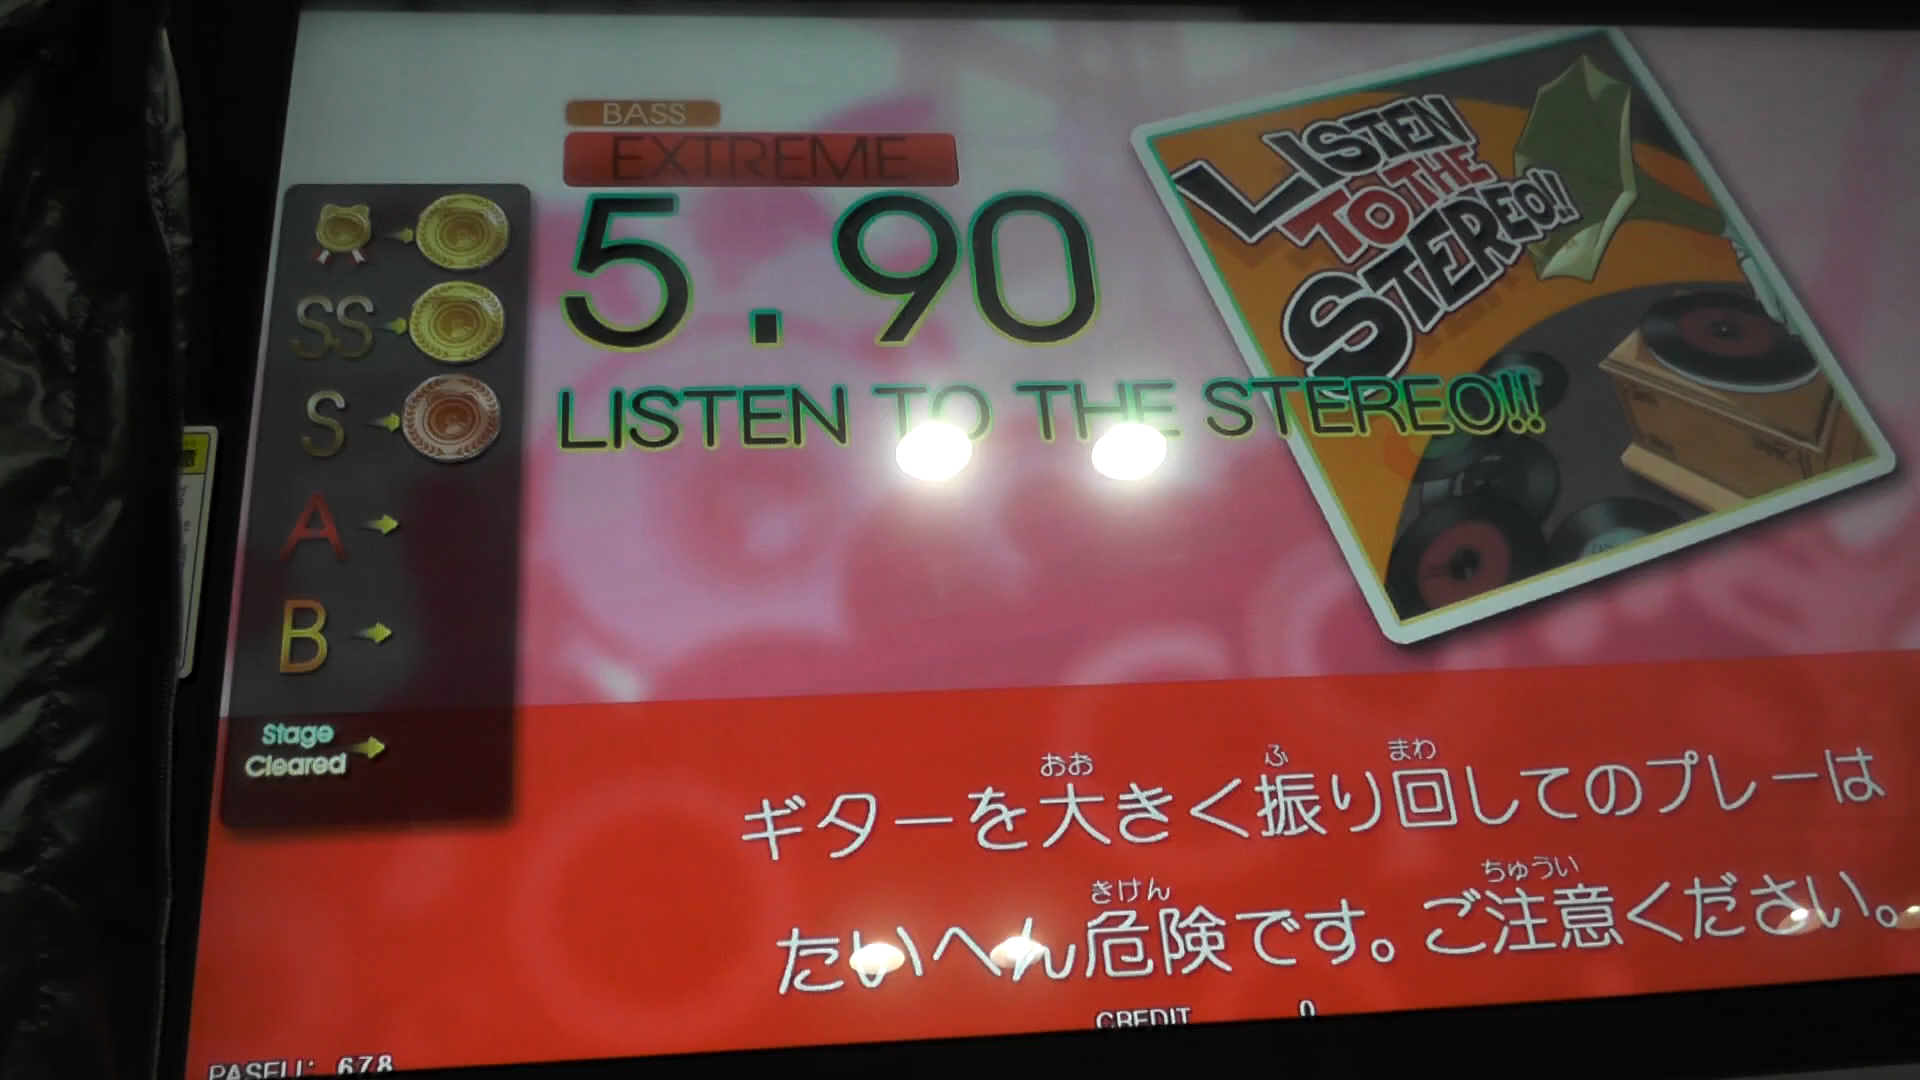 BASS
EXTREME
5.90
LISTEN TO THE STEREO!!
LISTEN
TO THE
STEREO!!
SS
S
A
B
Stage
Cleared
おお ふ まわ
ギターを大きく振り回してのプレーは
きけん ちゅうい
たいへん危険です。ご注意ください。
CREDIT 0
PASELI: 678